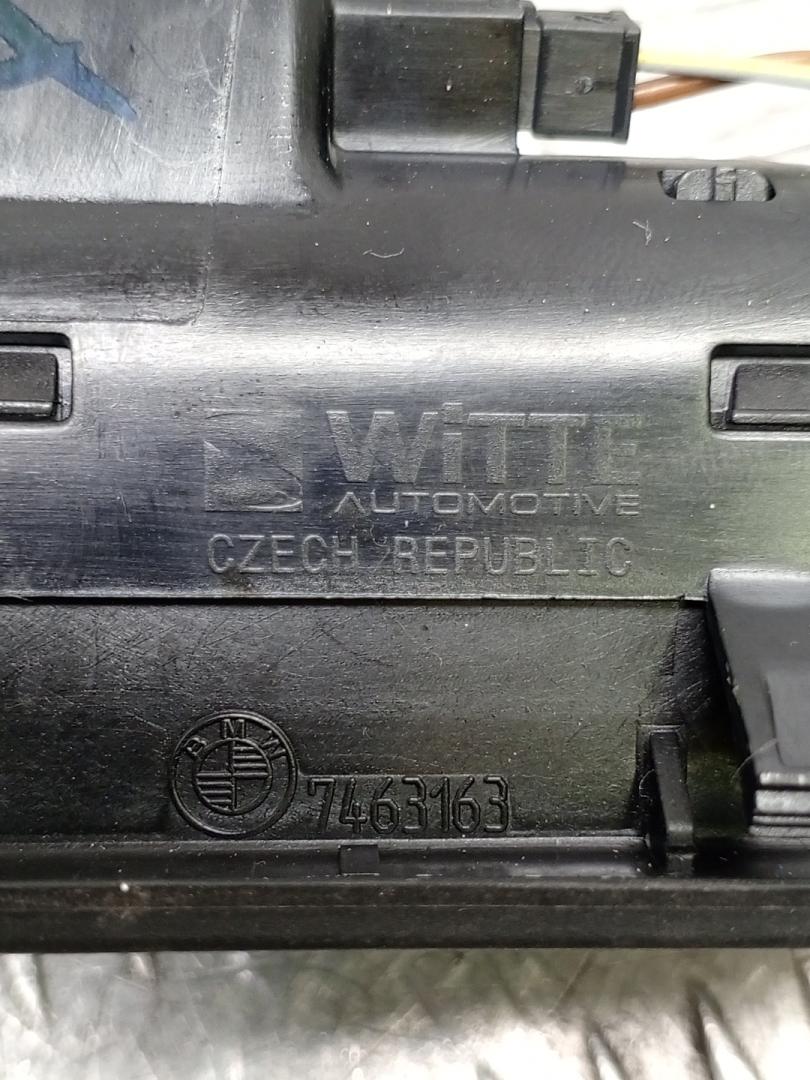 WiTTE
AUTOMOTIVE
CZECH REPUBLIC
BMW
7463163